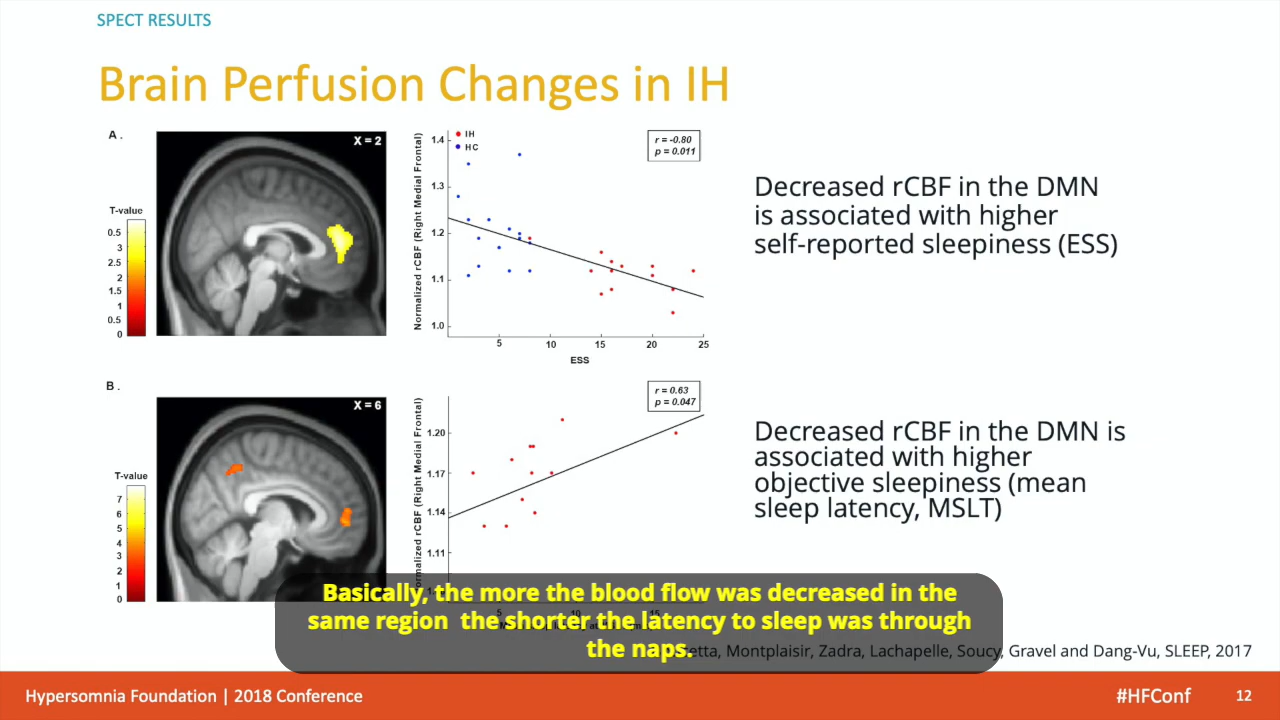 SPECT RESULTS
Brain Perfusion Changes in IH
A .
X = 2
T-value
0.5
3
2.5
2
1.5
1
0.5
0
Normalized rCBF (Right Medial Frontal)
1.4
1.3
1.2
1.1
1.0
IH
HC
r = -0.80
p = 0.011
5
10
15
20
25
ESS
Decreased rCBF in the DMN
is associated with higher
self-reported sleepiness (ESS)
B .
X = 6
T-value
7
6
5
4
3
2
1
0
rCBF (Right Medial Frontal)
1.20
1.17
1.14
1.11
r = 0.63
p = 0.047
Decreased rCBF in the DMN is
associated with higher
objective sleepiness (mean
sleep latency, MSLT)
Basically, the more the blood flow was decreased in the
same region the shorter the latency to sleep was through
the naps.
Montplaisir, Zadra, Lachapelle, Soucy, Gravel and Dang-Vu, SLEEP, 2017
Hypersomnia Foundation | 2018 Conference
#HFConf
12